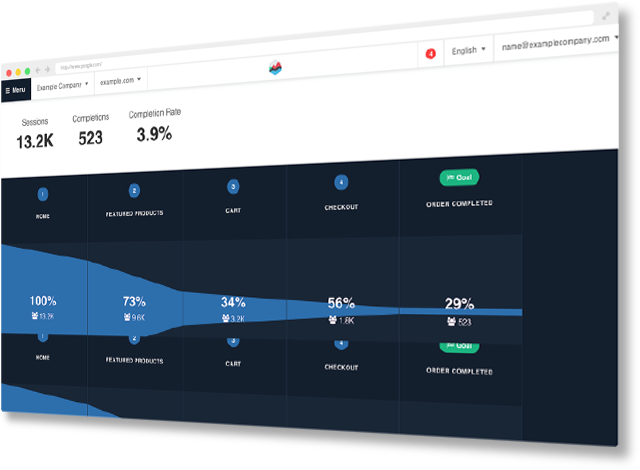 http://www.google.com/
☰ Menu
Example Company
example.com
4
English
name@examplecompany.com
Sessions
13.2K
Completions
523
Completion Rate
3.9%
1
HOME
2
FEATURED PRODUCTS
3
CART
4
CHECKOUT
Goal
ORDER COMPLETED
100%
13.2K
73%
9.6K
34%
3.2K
56%
1.8K
29%
523
1
HOME
2
FEATURED PRODUCTS
3
CART
4
CHECKOUT
Goal
ORDER COMPLETED